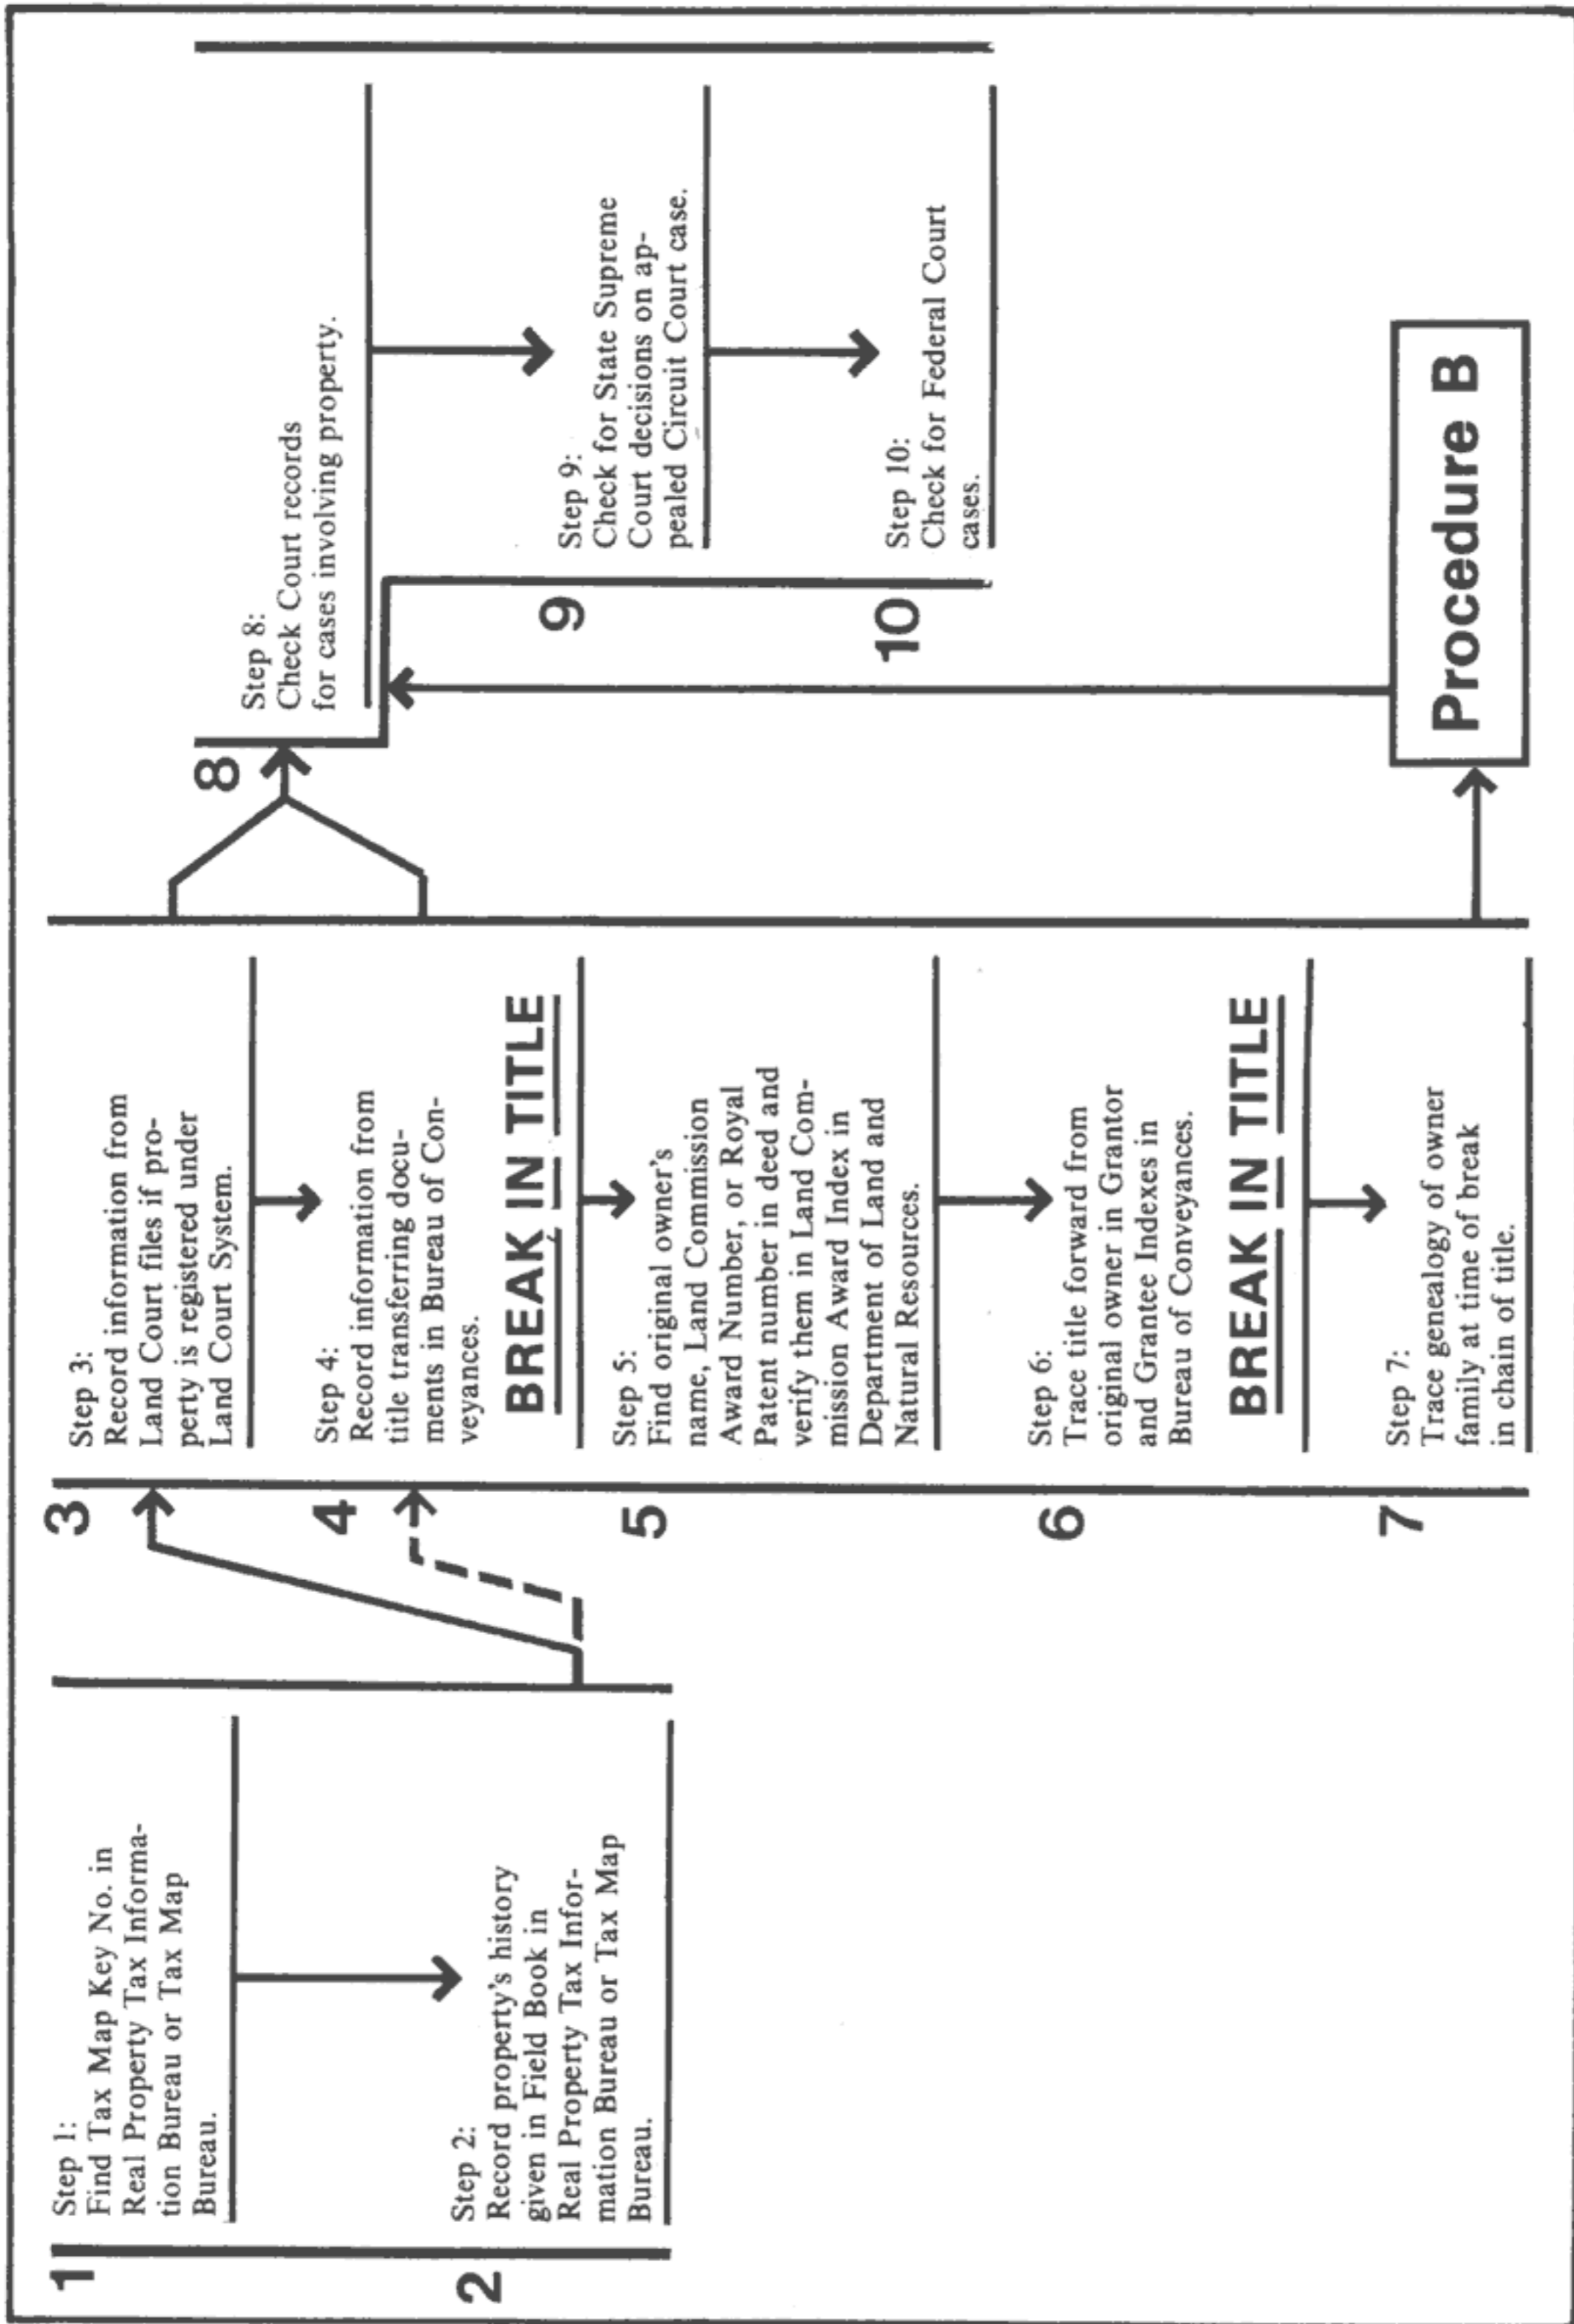 1
Step 1:
Find Tax Map Key No. in
Real Property Tax Informa-
tion Bureau or Tax Map
Bureau.
2
Step 2:
Record property's history
given in Field Book in
Real Property Tax Infor-
mation Bureau or Tax Map
Bureau.
3
Step 3:
Record information from
Land Court files if pro-
perty is registered under
Land Court System.
4
Step 4:
Record information from
title transferring docu-
ments in Bureau of Con-
veyances.
BREAK IN TITLE
5
Step 5:
Find original owner's
name, Land Commission
Award Number, or Royal
Patent number in deed and
verify them in Land Com-
mission Award Index in
Department of Land and
Natural Resources.
6
Step 6:
Trace title forward from
original owner in Grantor
and Grantee Indexes in
Bureau of Conveyances.
BREAK IN TITLE
7
Step 7:
Trace genealogy of owner
family at time of break
in chain of title.
8
Step 8:
Check Court records
for cases involving property.
9
Step 9:
Check for State Supreme
Court decisions on ap-
pealed Circuit Court case.
10
Step 10:
Check for Federal Court
cases.
Procedure B